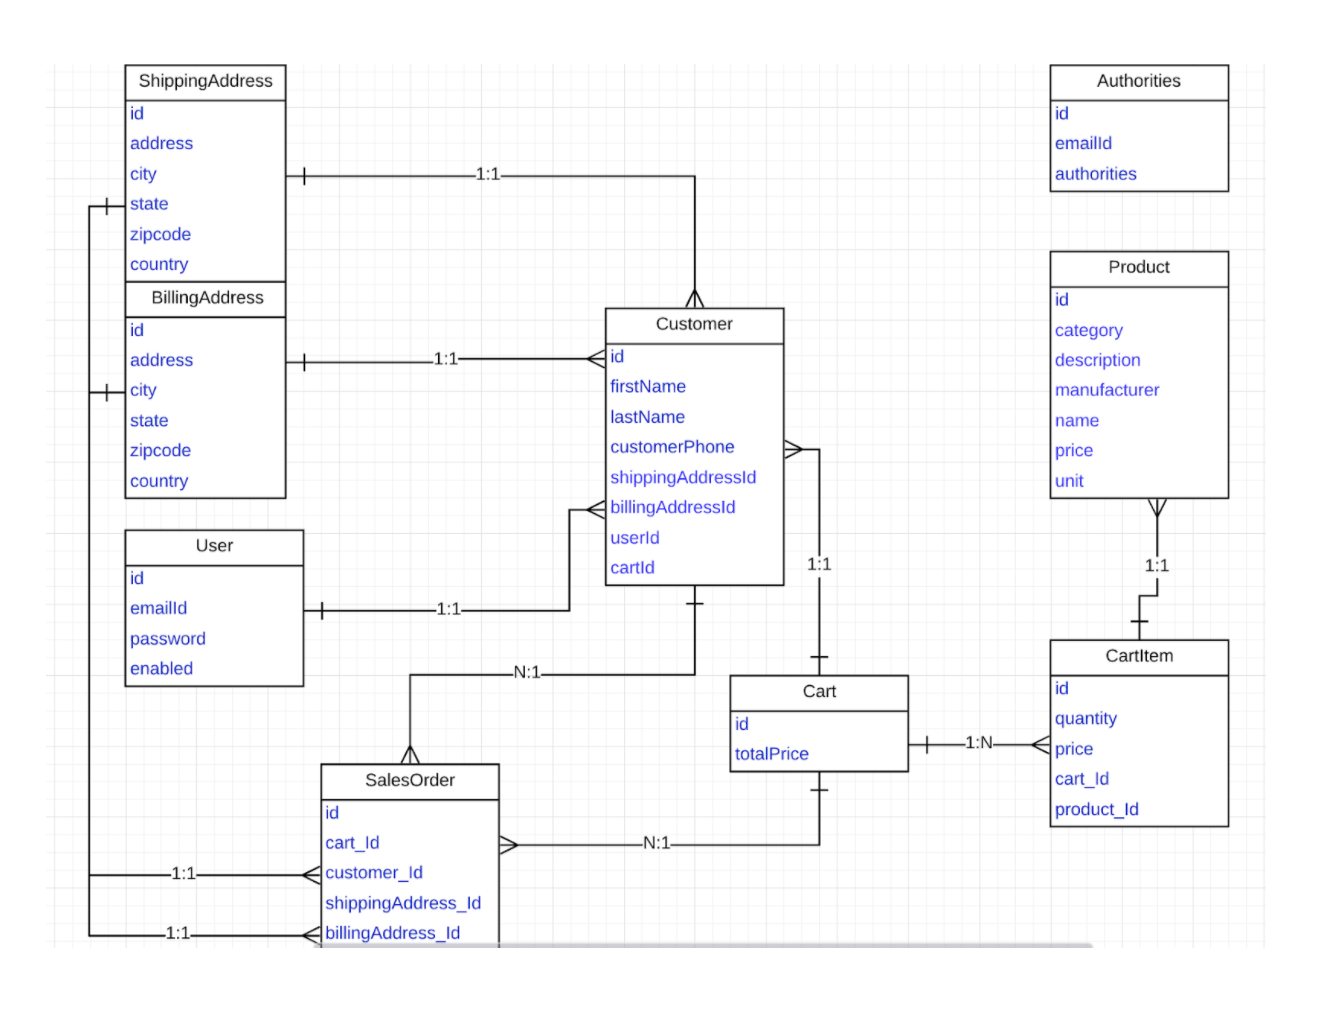 ShippingAddress
id
address
city
state
zipcode
country
BillingAddress
id
address
city
state
zipcode
country
User
id
emailId
password
enabled
1:1
1:1
1:1
N:1
Customer
id
firstName
lastName
customerPhone
shippingAddressId
billingAddressId
userId
cartId
1:1
Authorities
id
emailId
authorities
Product
id
category
description
manufacturer
name
price
unit
1:1
CartItem
id
quantity
price
cart_Id
product_Id
Cart
id
totalPrice
1:N
N:1
SalesOrder
id
cart_Id
customer_Id
shippingAddress_Id
billingAddress_Id
1:1
1:1